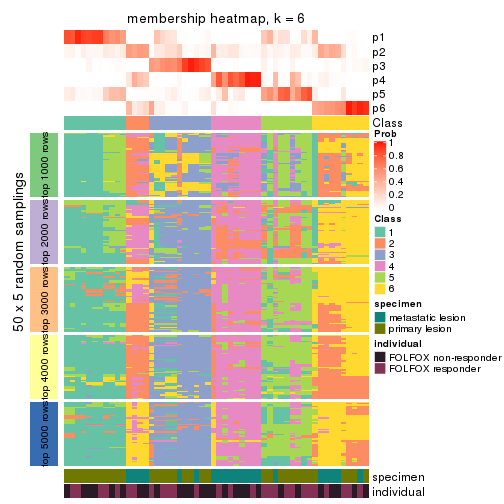 membership heatmap, k = 6
p1
p2
p3
p4
p5
p6
Class
50 x 5 random samplings
top 1000 rows
top 2000 rows
top 3000 rows
top 4000 rows
top 5000 rows
specimen
individual
Prob
1
0.8
0.6
0.4
0.2
0
Class
1
2
3
4
5
6
specimen
metastatic lesion
primary lesion
individual
FOLFOX non-responder
FOLFOX responder